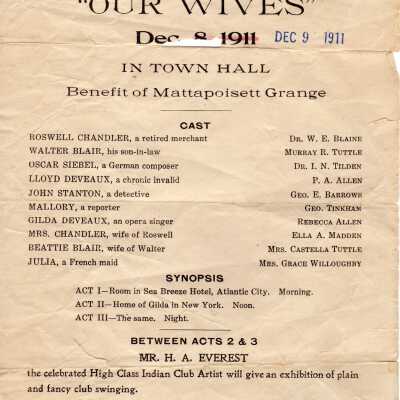 "OUR WIVES"
Dec. 8, 1911 DEC 9 1911
IN TOWN HALL
Benefit of Mattapoisett Grange
CAST
ROSWELL CHANDLER, a retired merchant DR. W. E. BLAINE
WALTER BLAIR, his son-in-law MURRAY R. TUTTLE
OSCAR SIEBEL, a German composer DR. I. N. TILDEN
LLOYD DEVEAUX, a chronic invalid P. A. ALLEN
JOHN STANTON, a detective GEO. E. BARROWS
MALLORY, a reporter GEO. TINKHAM
GILDA DEVEAUX, an opera singer REBECCA ALLEN
MRS. CHANDLER, wife of Roswell ELLA A. MADDEN
BEATTIE BLAIR, wife of Walter MRS. CASTELLA TUTTLE
JULIA, a French maid MRS. GRACE WILLOUGHBY
SYNOPSIS
ACT I—Room in Sea Breeze Hotel, Atlantic City. Morning.
ACT II—Home of Gilda in New York. Noon.
ACT III—The same. Night.
BETWEEN ACTS 2 & 3
MR. H. A. EVEREST
the celebrated High Class Indian Club Artist will give an exhibition of plain
and fancy club swinging.